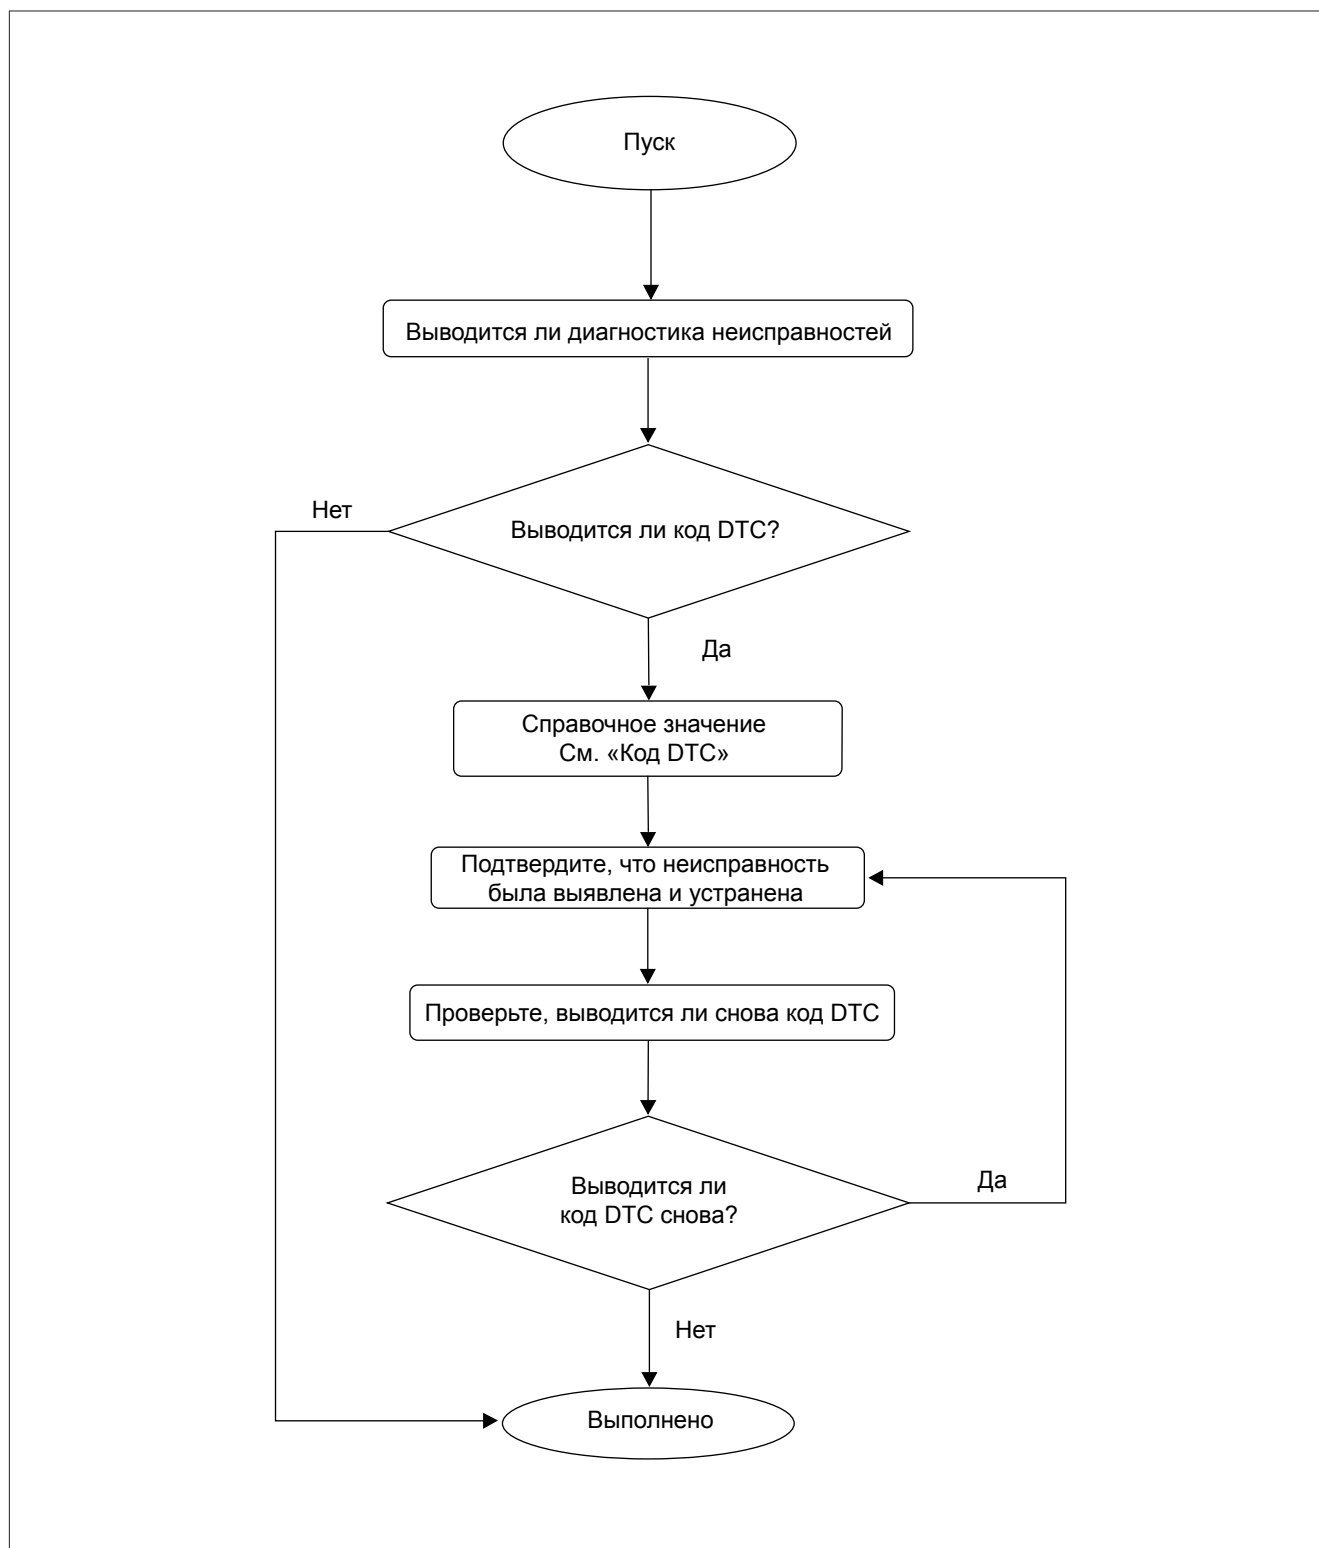 Пуск
Выводится ли диагностика неисправностей
Нет
Выводится ли код DTC?
Да
Справочное значение
См. «Код DTC»
Подтвердите, что неисправность
была выявлена и устранена
Проверьте, выводится ли снова код DTC
Выводится ли
код DTC снова?
Да
Нет
Выполнено